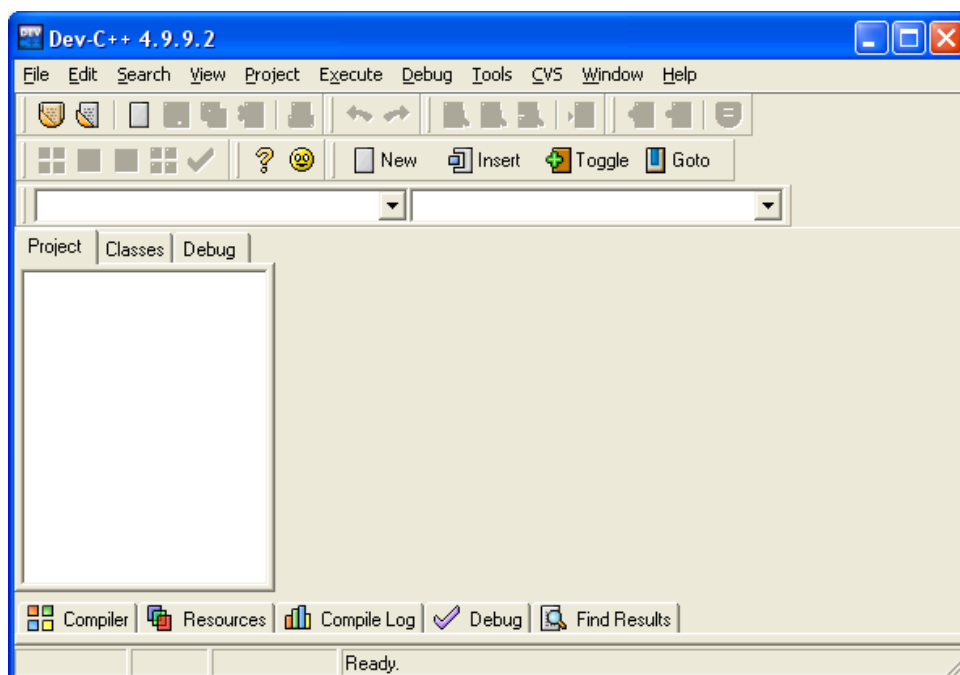 DEV Dev-C++ 4.9.9.2
File Edit Search View Project Execute Debug Tools CVS Window Help
New Insert Toggle Goto
Project Classes Debug
Compiler Resources Compile Log Debug Find Results
Ready.